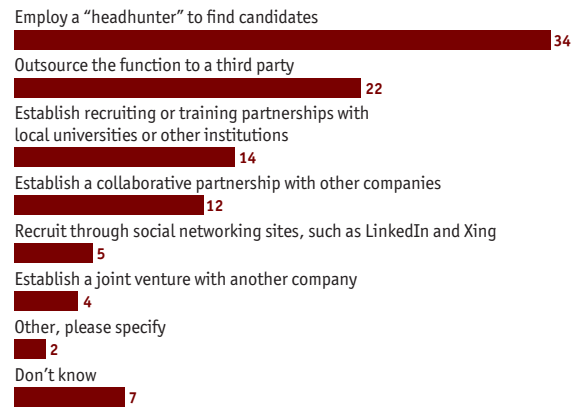 Employ a “headhunter” to find candidates
34
Outsource the function to a third party
22
Establish recruiting or training partnerships with
local universities or other institutions
14
Establish a collaborative partnership with other companies
12
Recruit through social networking sites, such as LinkedIn and Xing
5
Establish a joint venture with another company
4
Other, please specify
2
Don’t know
7